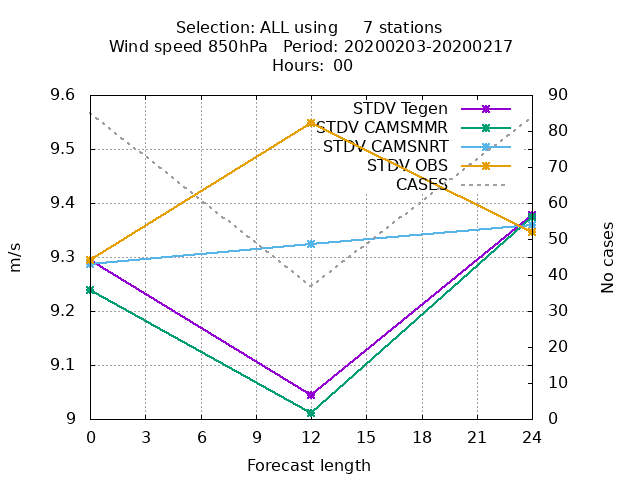 Selection: ALL using     7 stations
Wind speed 850hPa   Period: 20200203-20200217
Hours:  00
9.6
9.5
9.4
9.3
9.2
9.1
9
m/s
STDV Tegen
STDV CAMSMMR
STDV CAMSNRT
STDV OBS
CASES
90
80
70
60
50
40
30
20
10
0
No cases
0 3 6 9 12 15 18 21 24
Forecast length